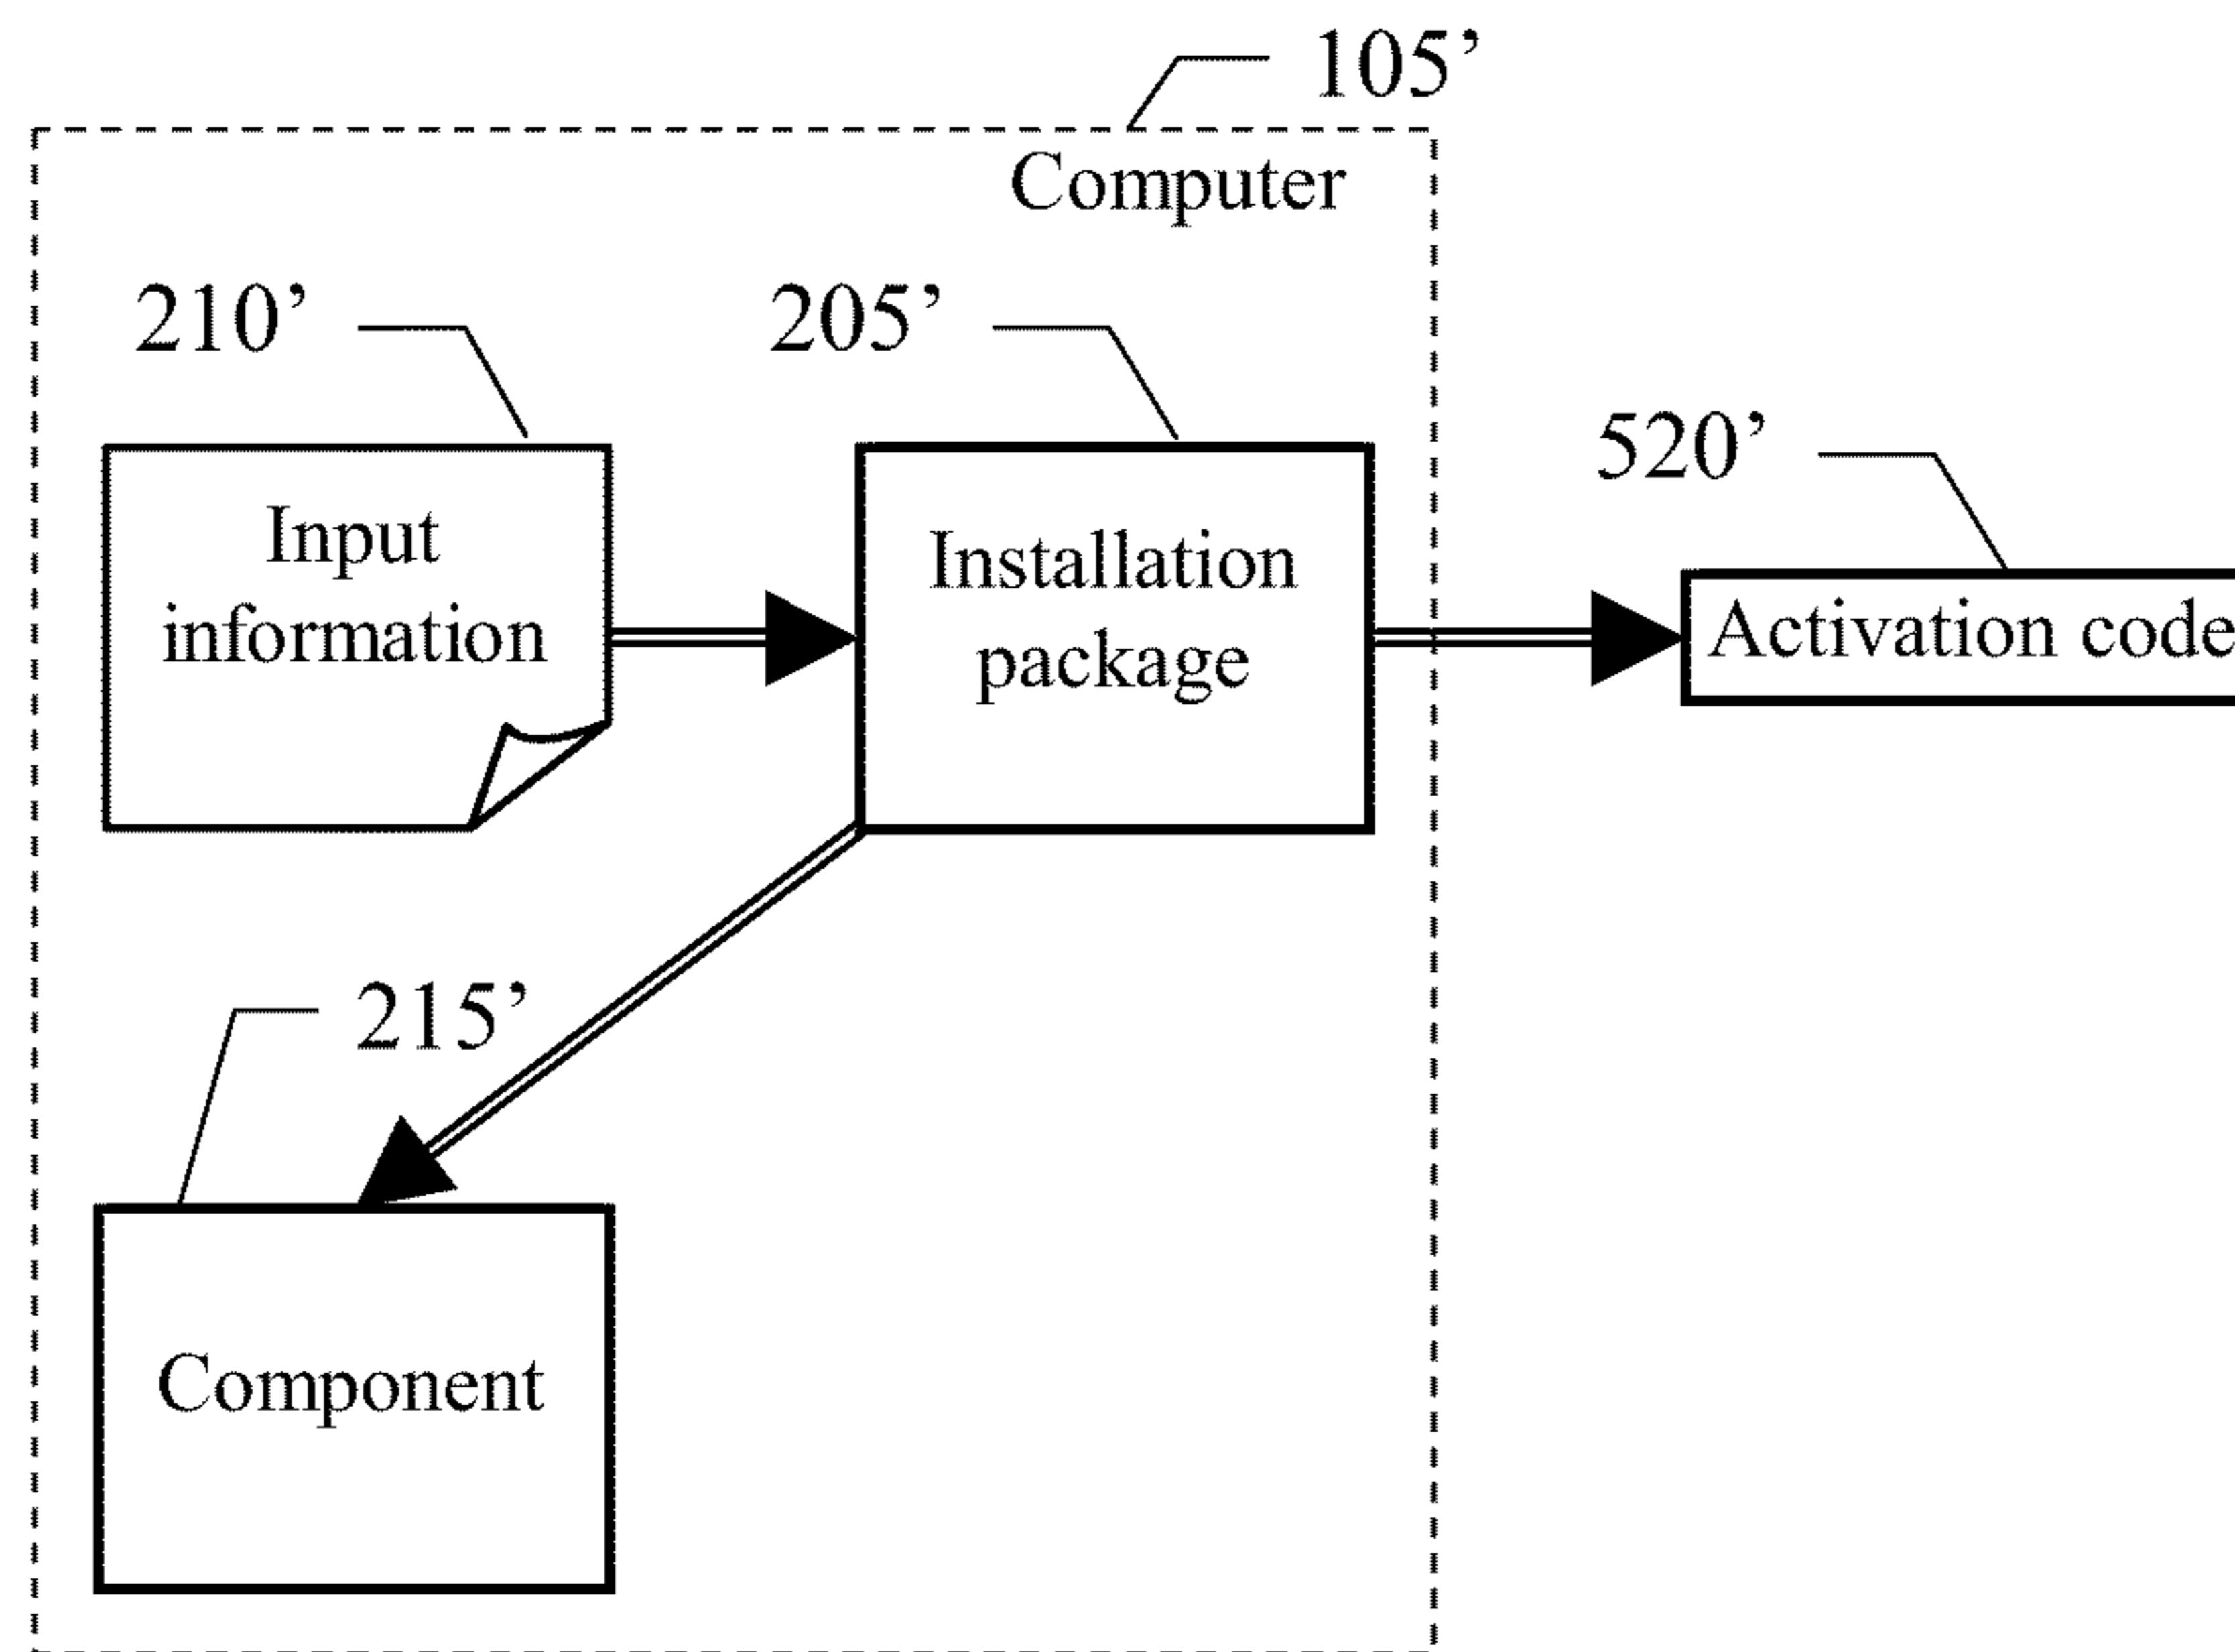 105’
Computer
210’
205’
520’
Input
information
Installation
package
Activation code
215’
Component